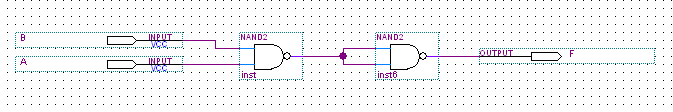 B
INPUT
VCC
A
INPUT
VCC
NAND2
inst
NAND2
inst6
OUTPUT
F